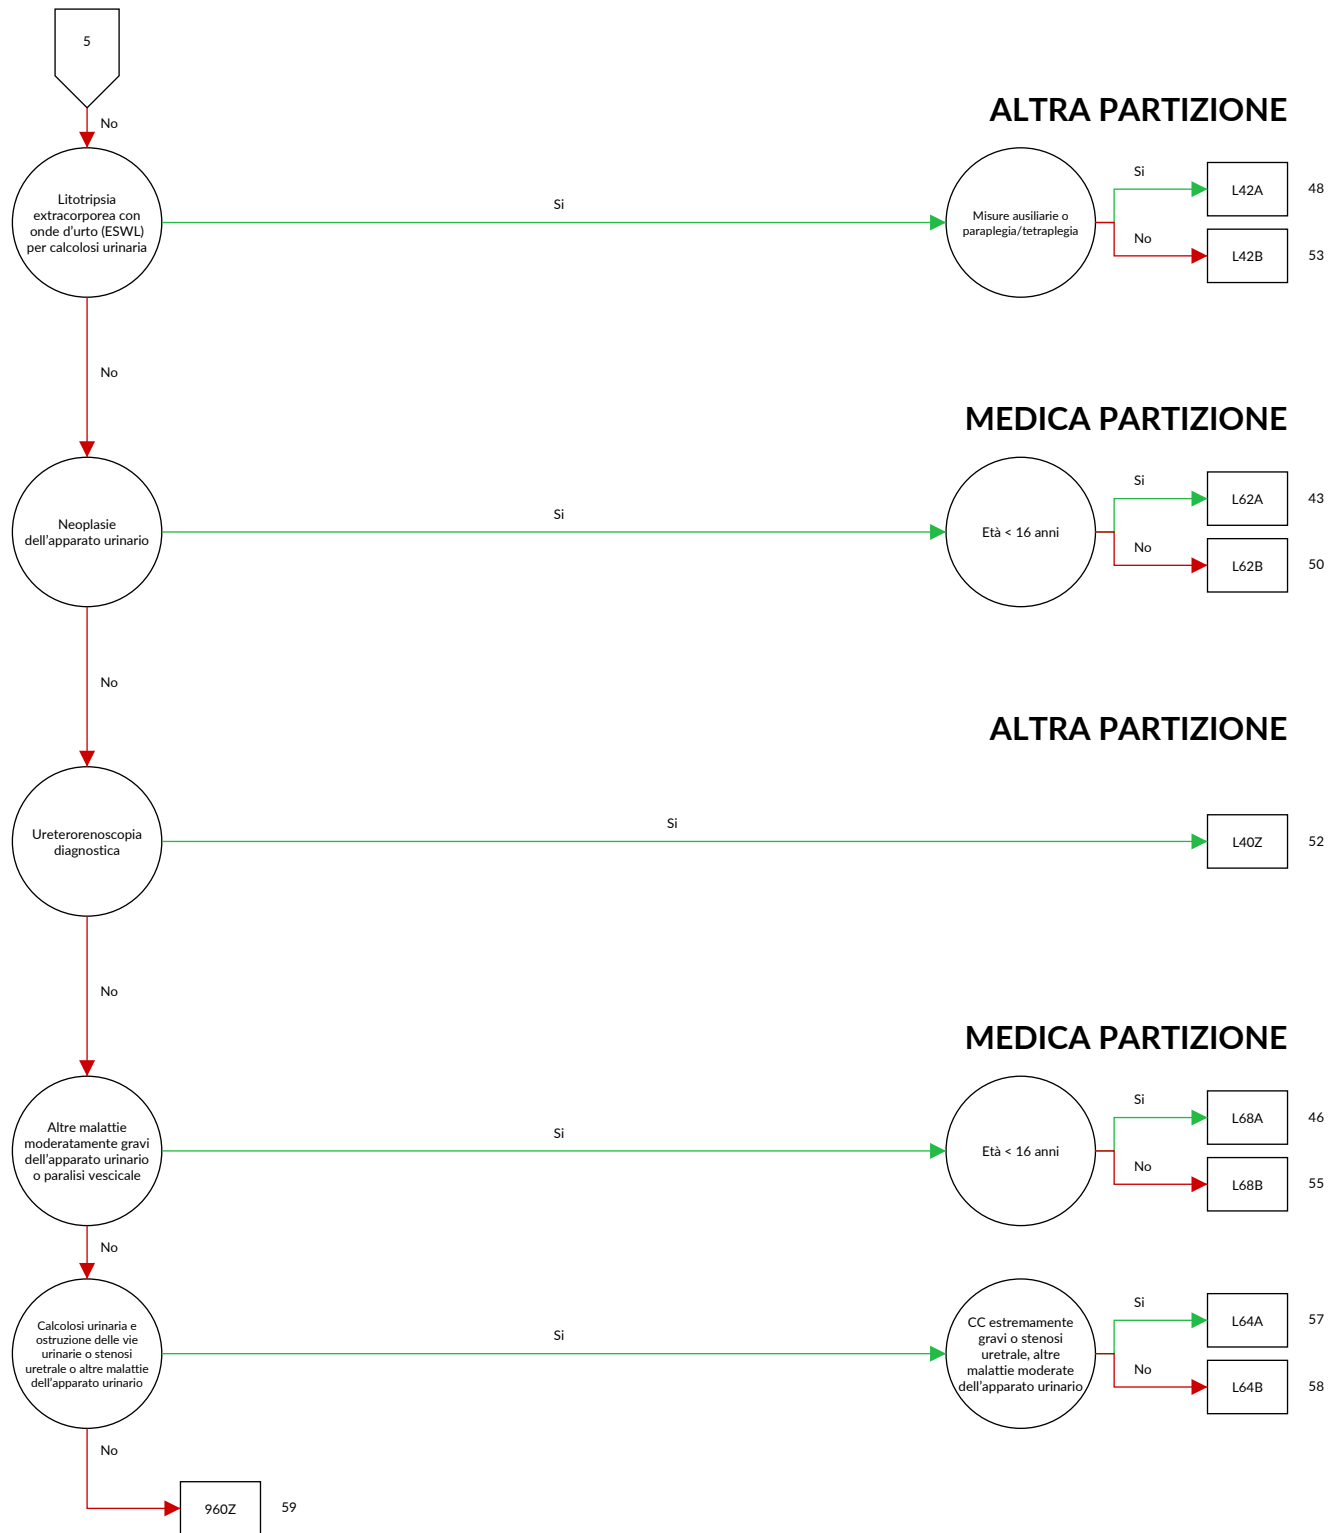 5
No
ALTRA PARTIZIONE
Litotripsia
extracorporea con
onde d'urto (ESWL)
per calcolosi urinaria
Si
Misure ausiliarie o
paraplegia/tetraplegia
Si
L42A
48
No
L42B
53
No
MEDICA PARTIZIONE
Neoplasie
dell'apparato urinario
Si
Età < 16 anni
Si
L62A
43
No
L62B
50
No
ALTRA PARTIZIONE
Ureterorenoscopia
diagnostica
Si
L40Z
52
No
MEDICA PARTIZIONE
Altre malattie
moderatamente gravi
dell'apparato urinario
o paralisi vescicale
Si
Età < 16 anni
Si
L68A
46
No
L68B
55
No
Calcolosi urinaria e
ostruzione delle vie
urinarie o stenosi
uretrale o altre malattie
dell'apparato urinario
Si
CC estremamente
gravi o stenosi
uretrale, altre
malattie moderate
dell'apparato urinario
Si
L64A
57
No
L64B
58
No
960Z
59